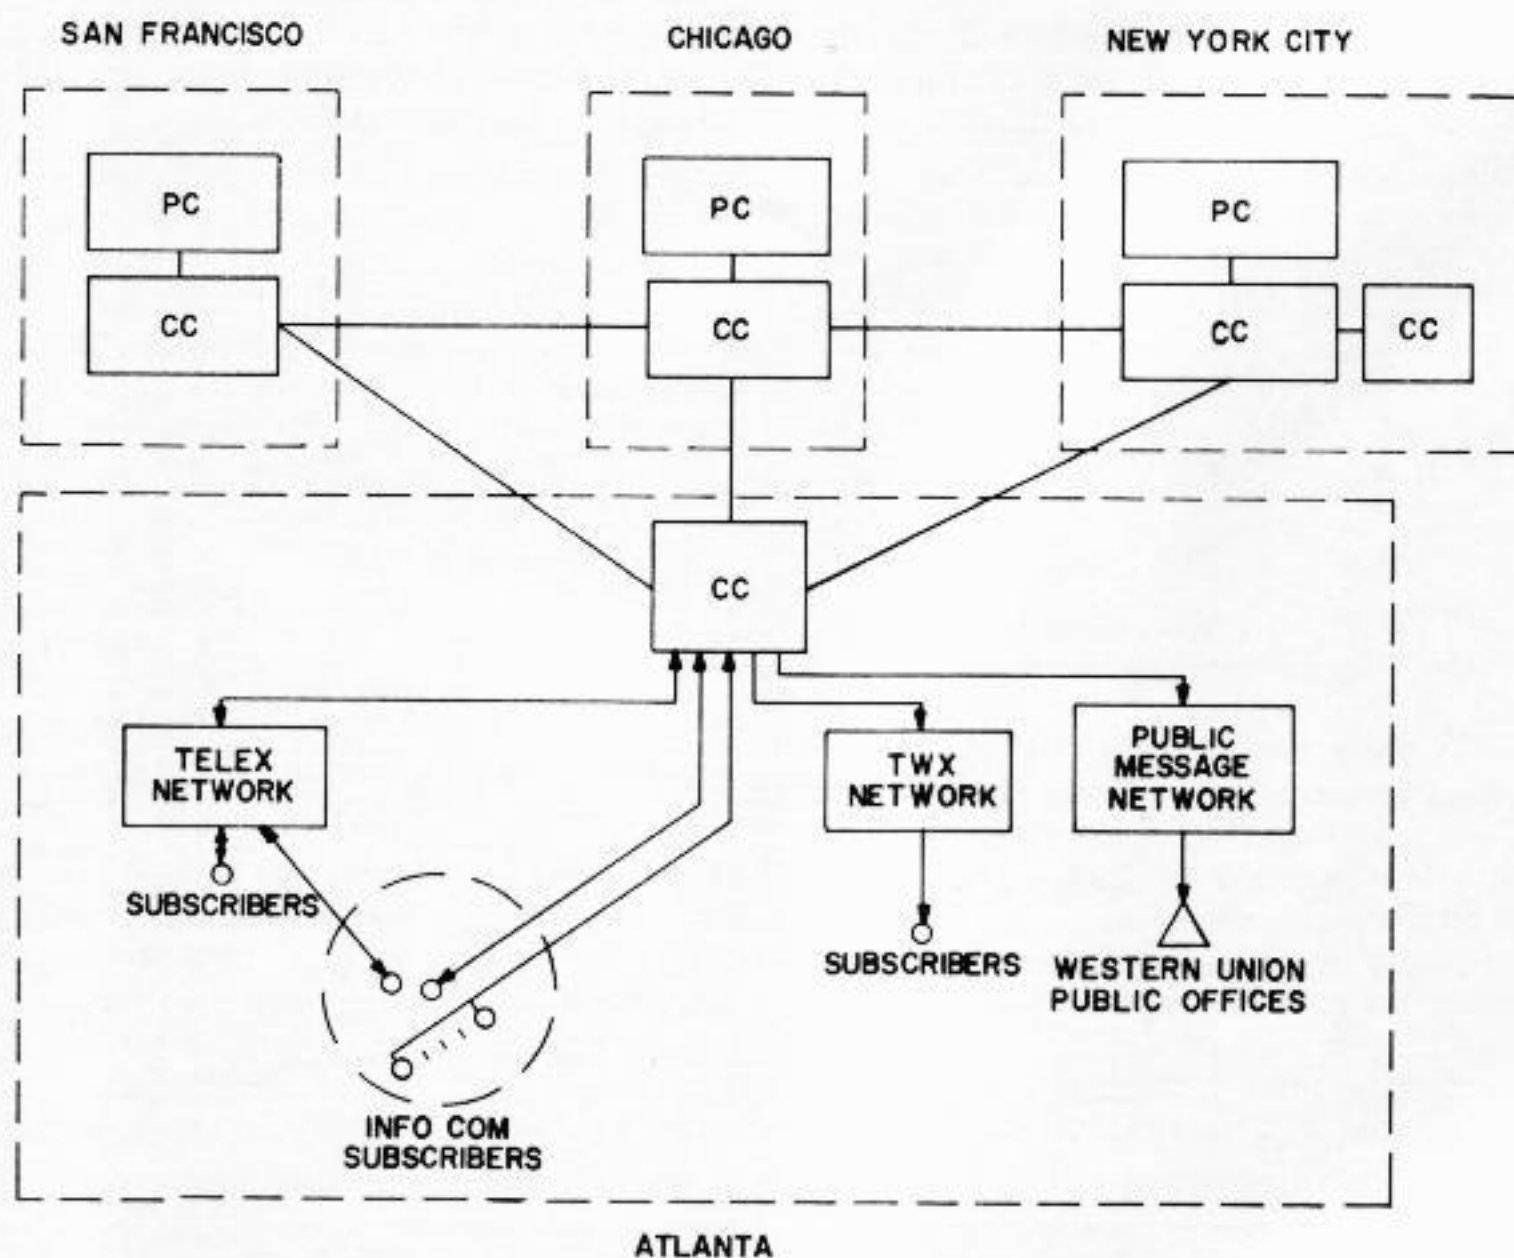 SAN FRANCISCO
CHICAGO
NEW YORK CITY
PC
PC
PC
CC
CC
CC
CC
CC
TELEX
NETWORK
TWX
NETWORK
PUBLIC
MESSAGE
NETWORK
SUBSCRIBERS
SUBSCRIBERS
WESTERN UNION
PUBLIC OFFICES
INFO COM
SUBSCRIBERS
ATLANTA